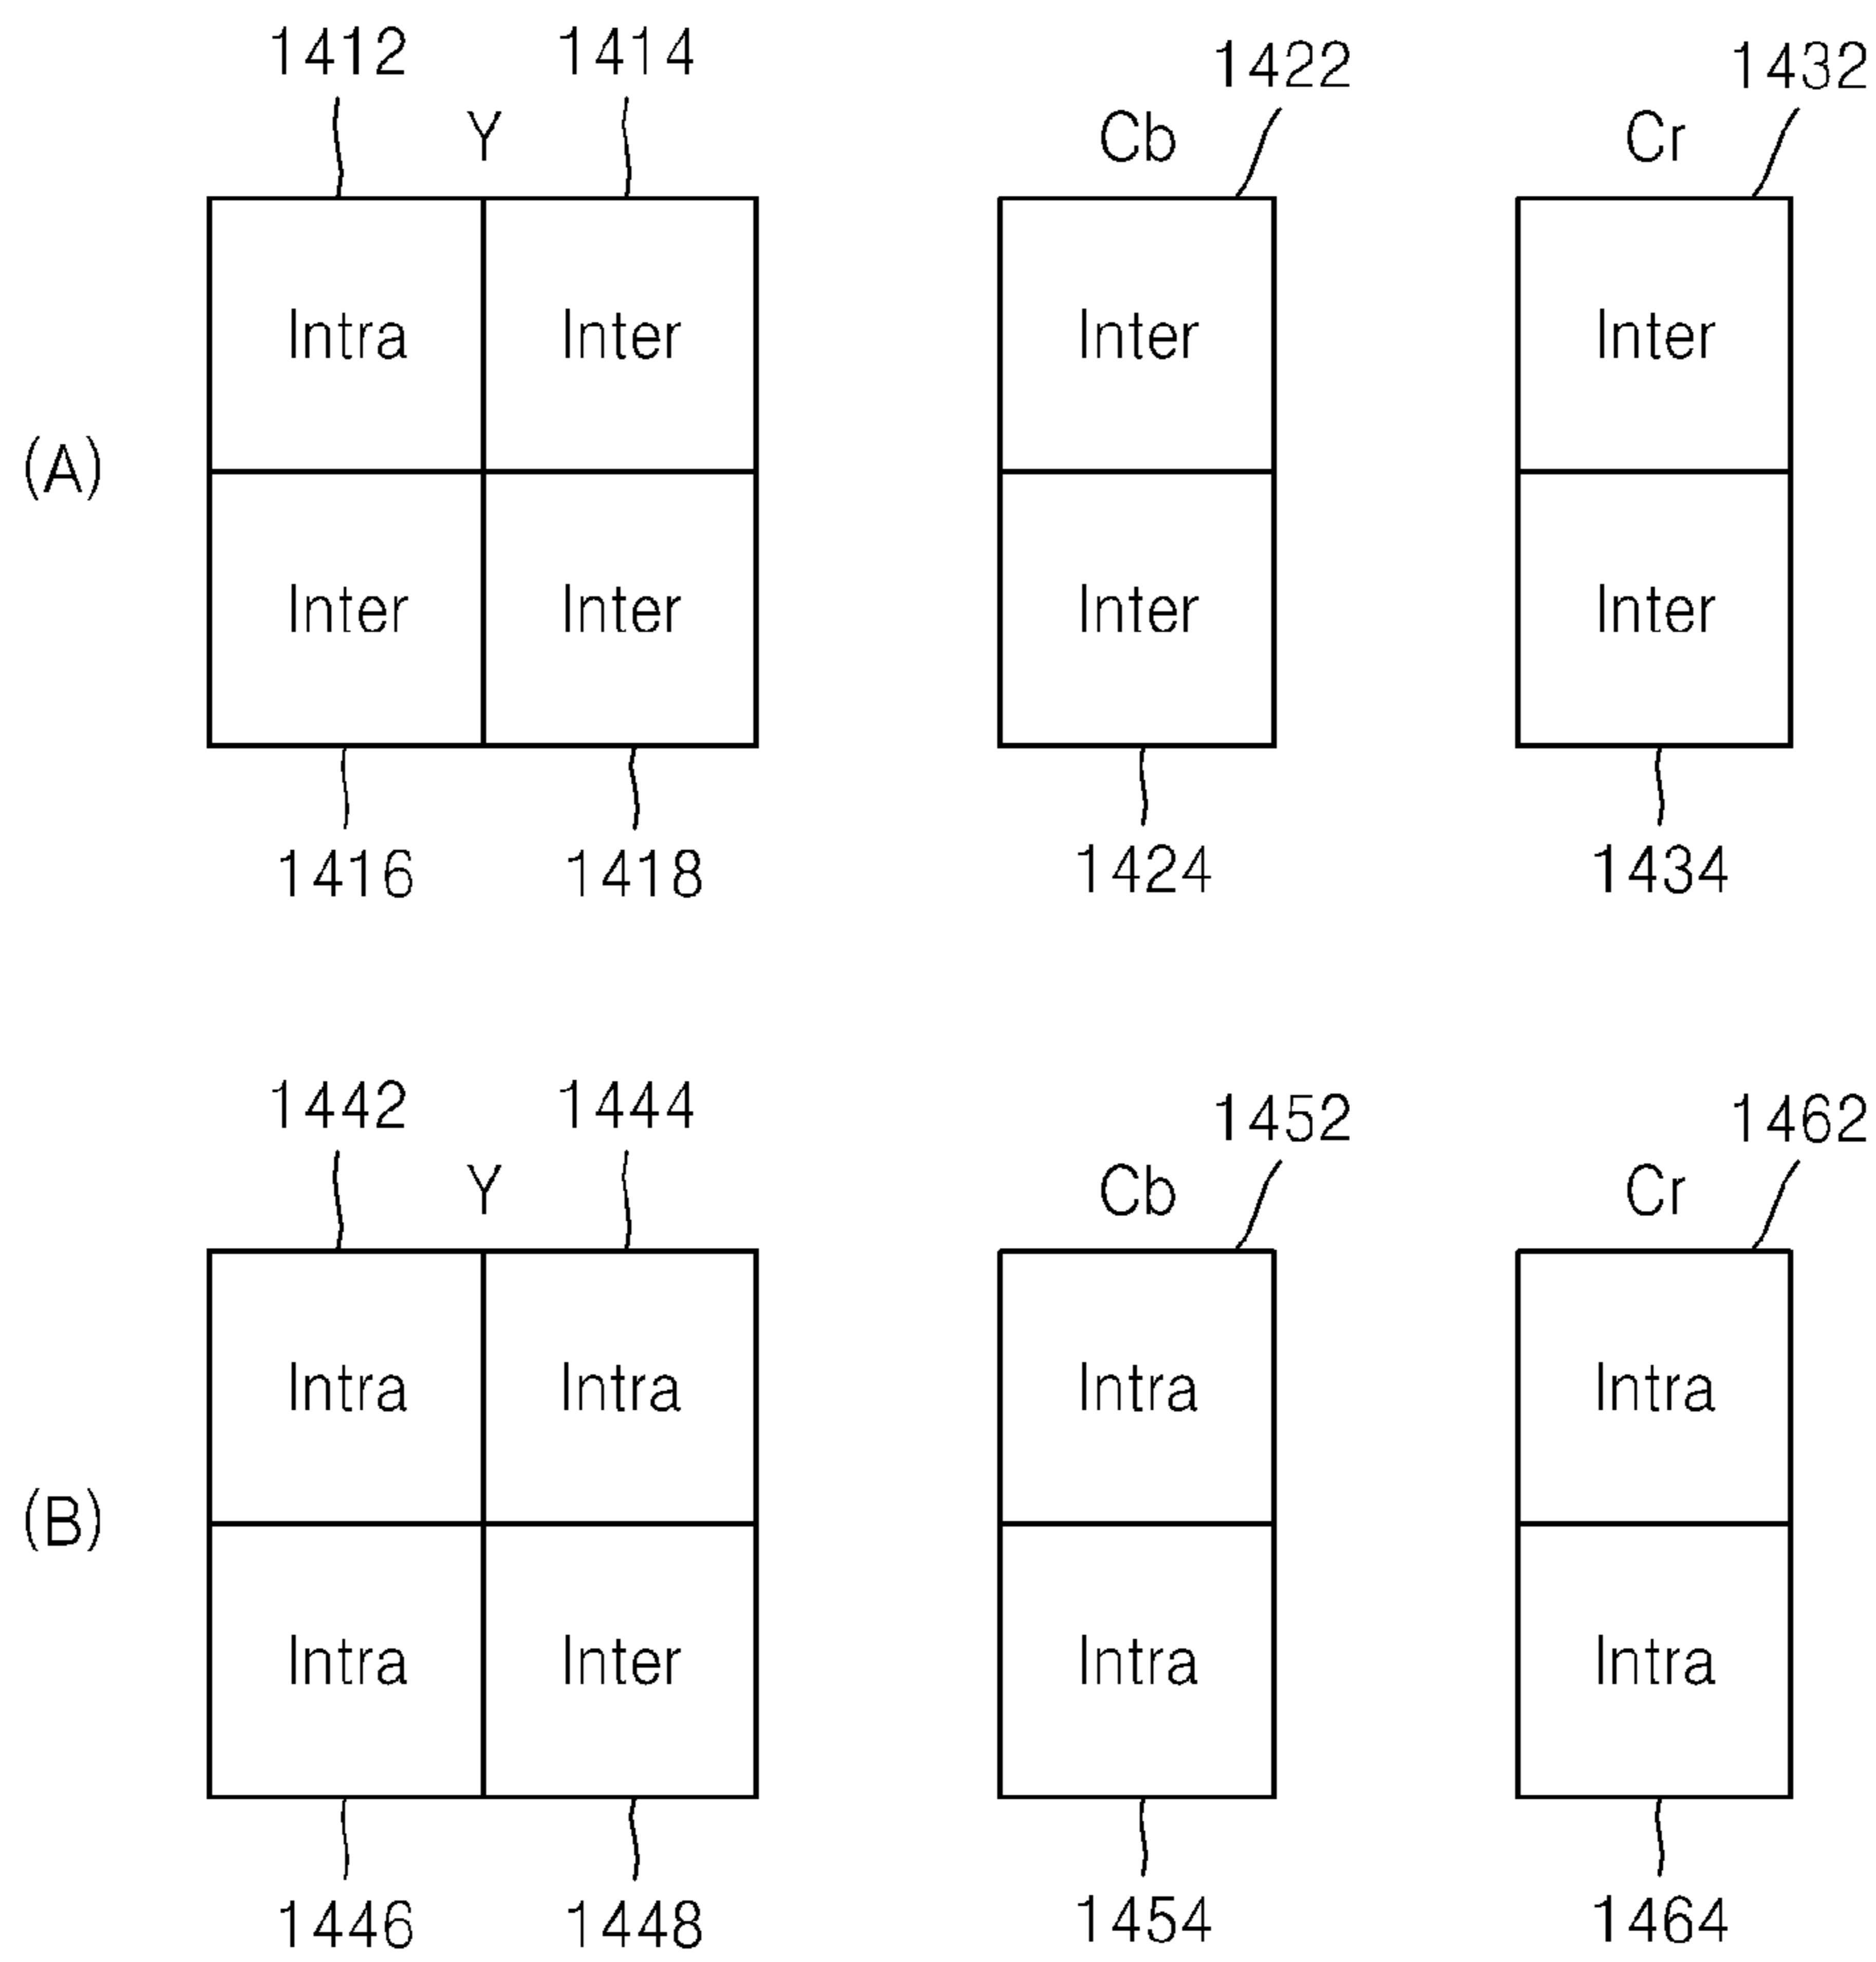 1412 1414 1422 1432
Y Cb Cr
Intra Inter Inter Inter
(A)
Inter Inter Inter Inter
1416 1418 1424 1434
1442 1444 1452 1462
Y Cb Cr
Intra Intra Intra Intra
(B)
Intra Inter Intra Intra
1446 1448 1454 1464